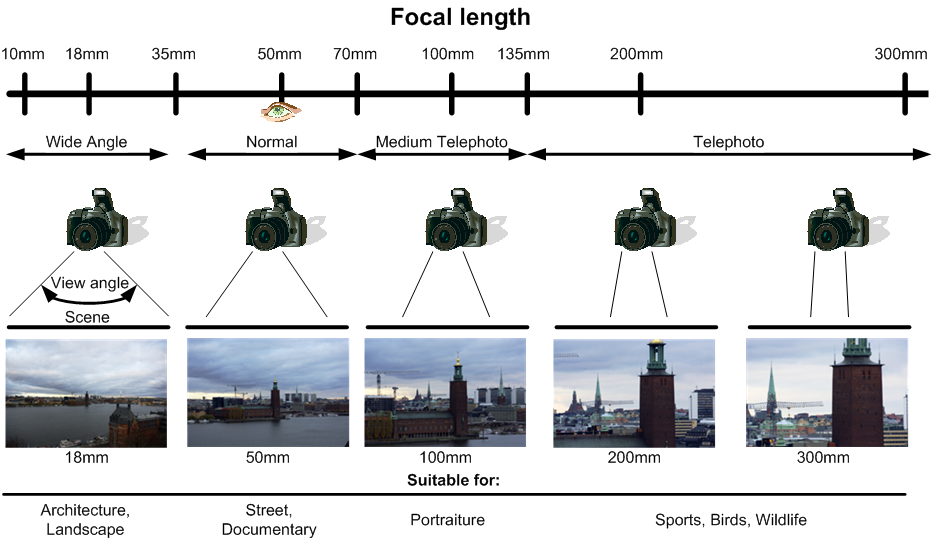 Focal length
10mm 18mm 35mm 50mm 70mm 100mm 135mm 200mm 300mm
Wide Angle Normal Medium Telephoto Telephoto
View angle
Scene
18mm 50mm 100mm 200mm 300mm
Suitable for:
Architecture, Landscape
Street, Documentary
Portraiture
Sports, Birds, Wildlife